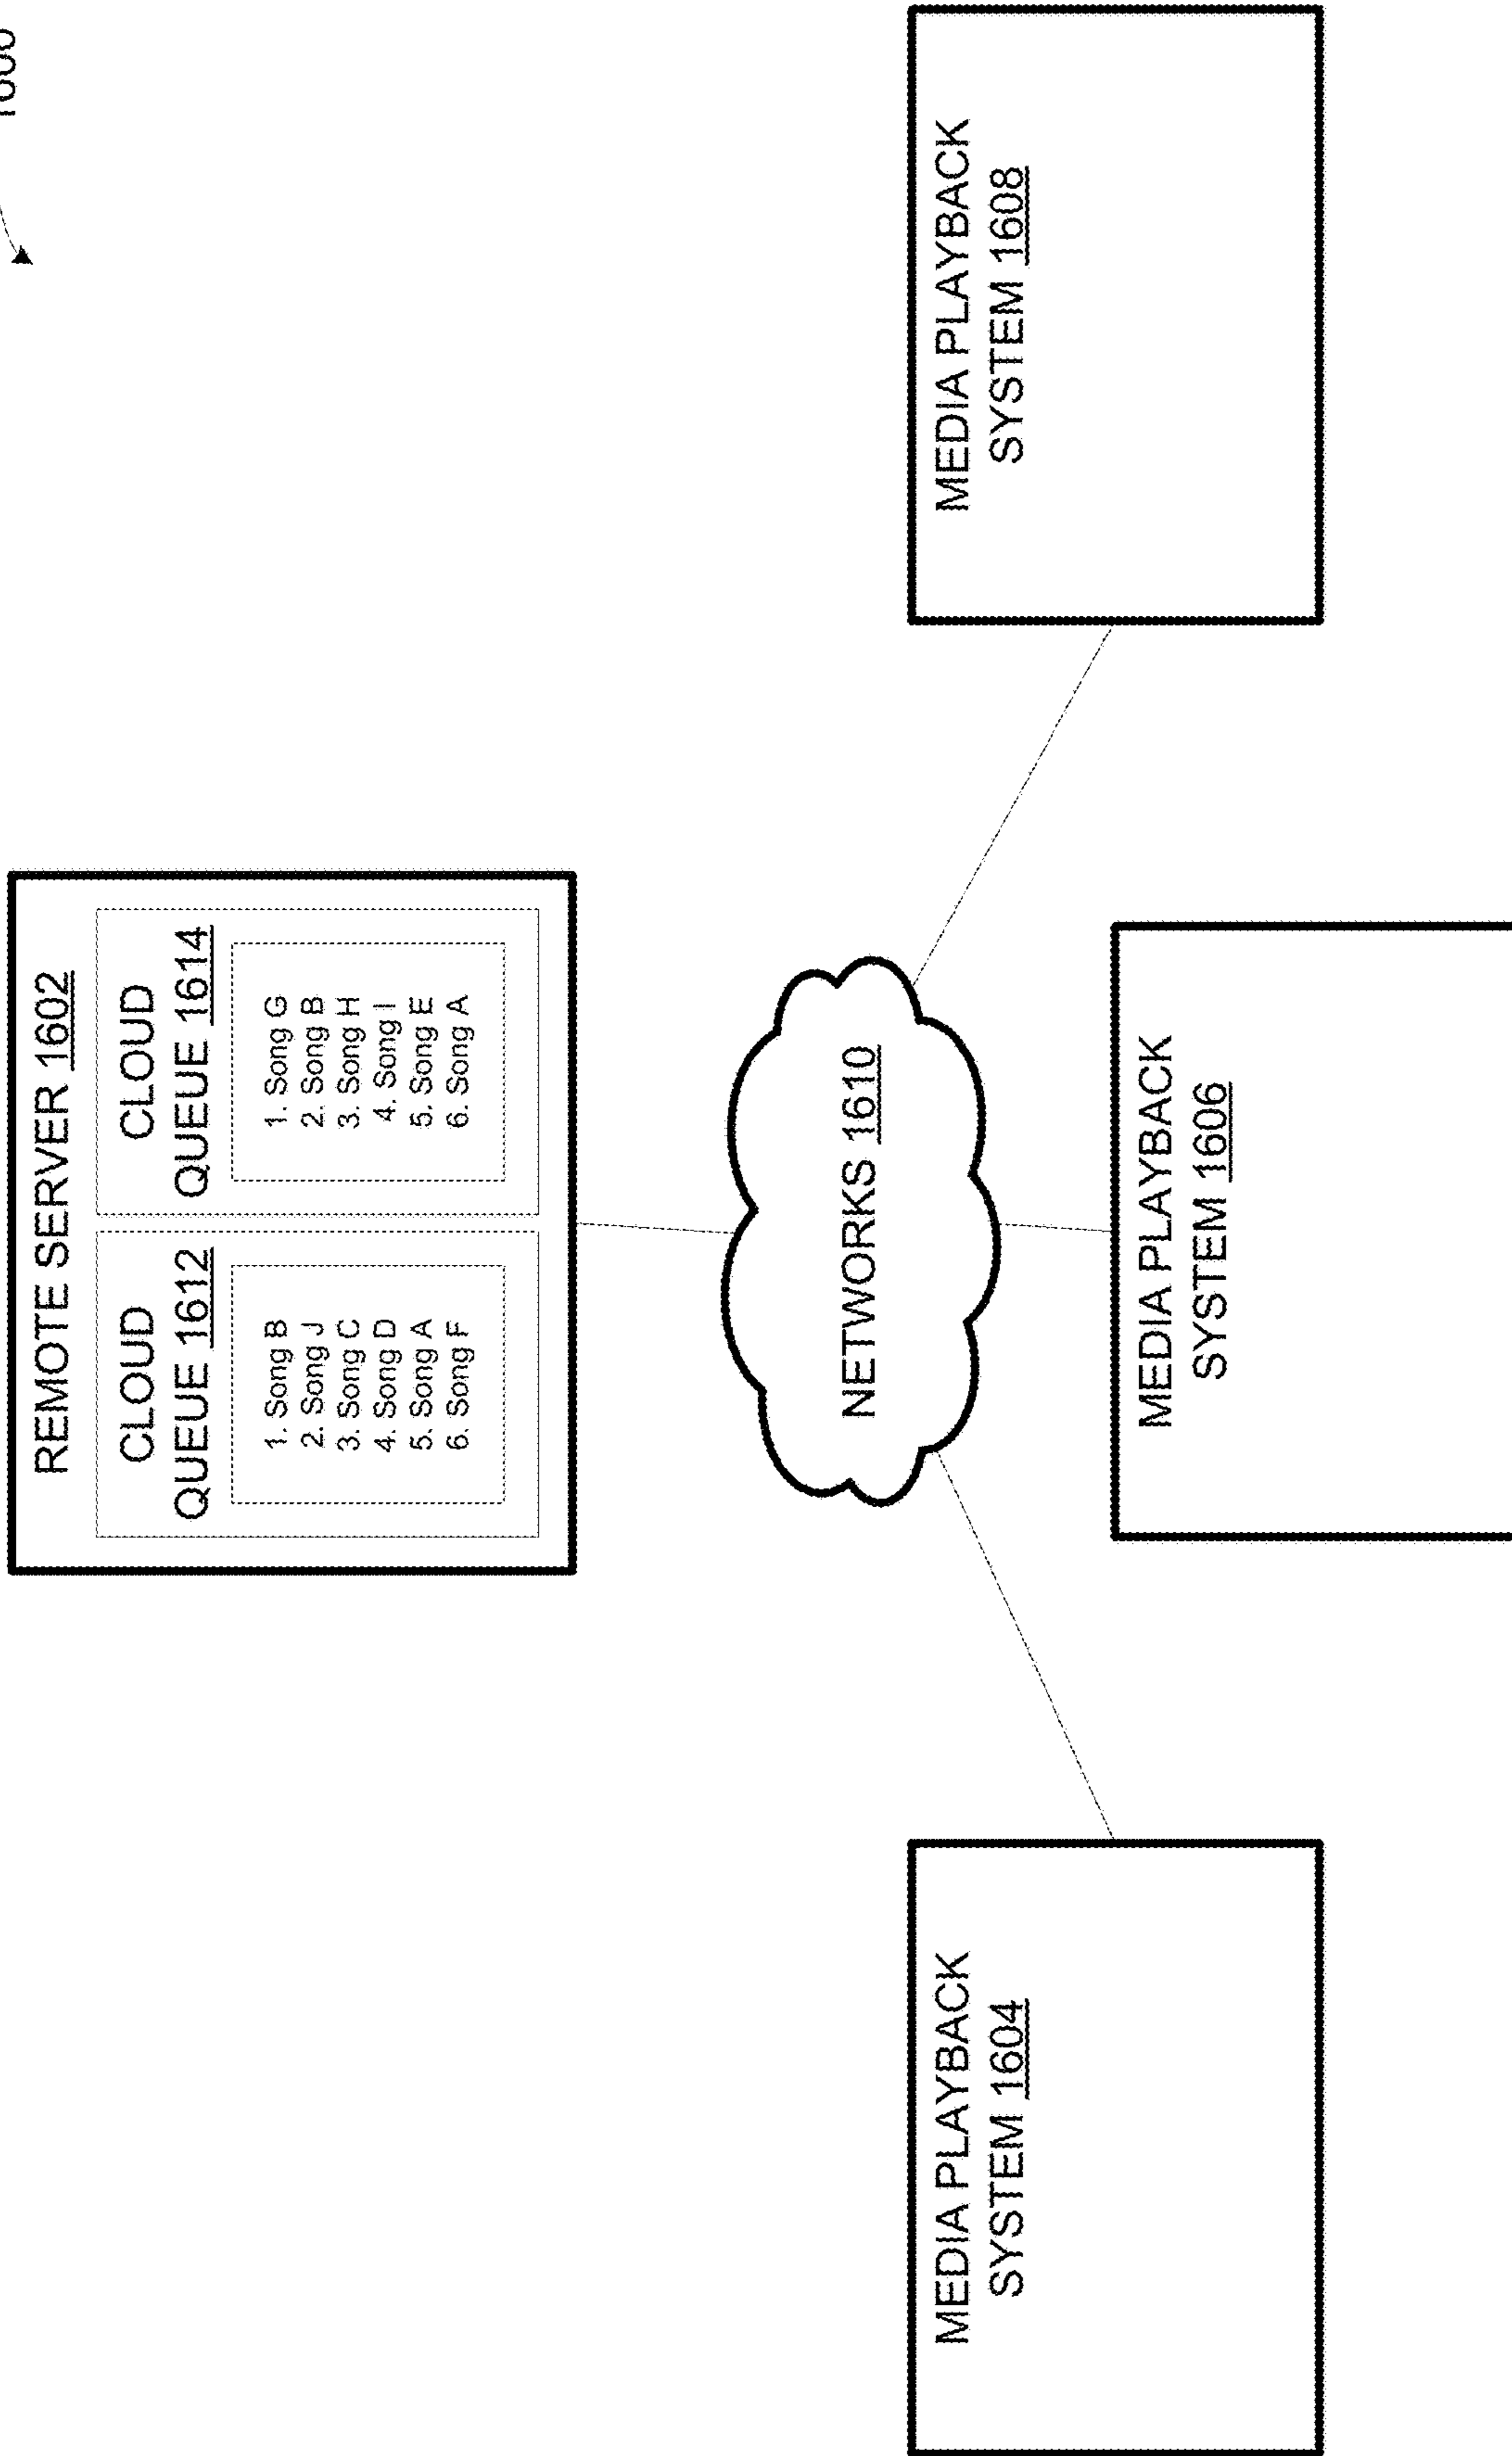 REMOTE SERVER 1602
CLOUD
QUEUE 1612
1. Song B
2. Song J
3. Song C
4. Song D
5. Song A
6. Song F
CLOUD
QUEUE 1614
1. Song G
2. Song B
3. Song H
4. Song I
5. Song E
6. Song A
NETWORKS 1610
MEDIA PLAYBACK
SYSTEM 1604
MEDIA PLAYBACK
SYSTEM 1606
MEDIA PLAYBACK
SYSTEM 1608